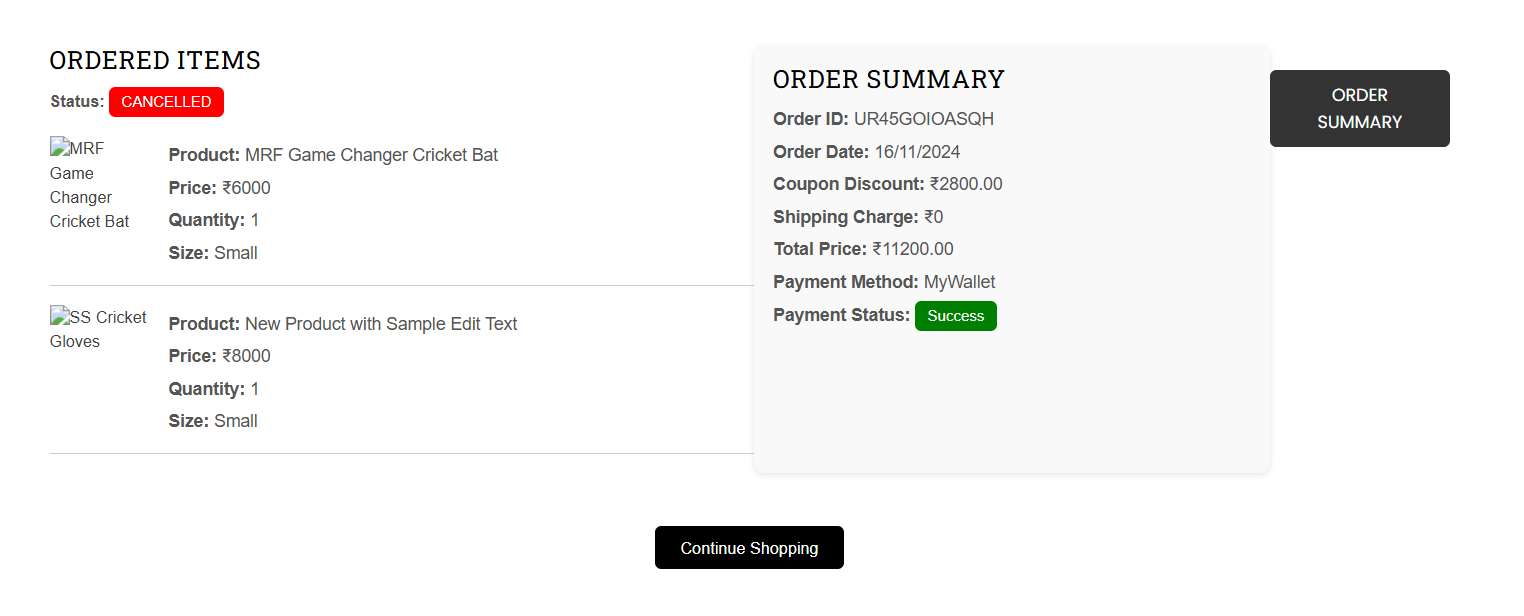 ORDERED ITEMS
Status: CANCELLED
MRF
Game
Changer
Cricket Bat
Product: MRF Game Changer Cricket Bat
Price: ₹6000
Quantity: 1
Size: Small
SS Cricket
Gloves
Product: New Product with Sample Edit Text
Price: ₹8000
Quantity: 1
Size: Small
ORDER SUMMARY
Order ID: UR45GOIOASQH
Order Date: 16/11/2024
Coupon Discount: ₹2800.00
Shipping Charge: ₹0
Total Price: ₹11200.00
Payment Method: MyWallet
Payment Status: Success
ORDER
SUMMARY
Continue Shopping